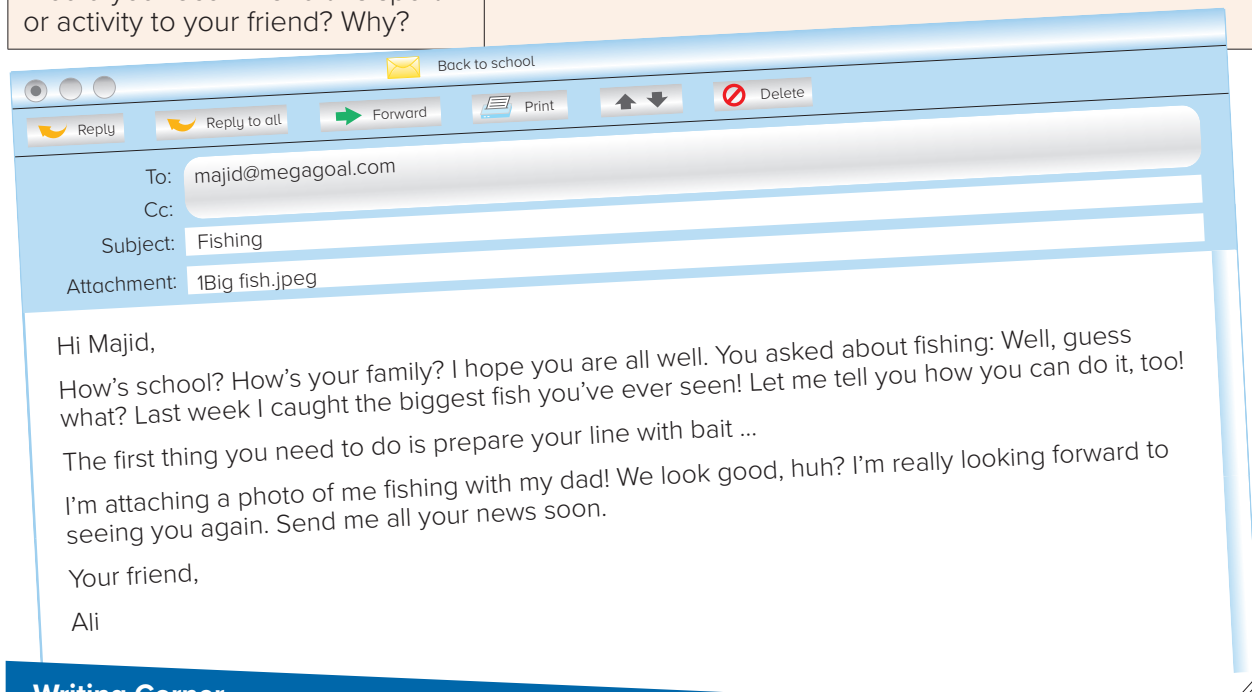 or activity to your friend? Why?
Back to school
Reply
Reply to all
Forward
Print
Delete
To: majid@megagoal.com
Cc:
Subject: Fishing
Attachment: 1Big fish.jpeg
Hi Majid,
How's school? How's your family? I hope you are all well. You asked about fishing: Well, guess
what? Last week I caught the biggest fish you've ever seen! Let me tell you how you can do it, too!
The first thing you need to do is prepare your line with bait ...
I'm attaching a photo of me fishing with my dad! We look good, huh? I'm really looking forward to
seeing you again. Send me all your news soon.
Your friend,
Ali
Writing Corner